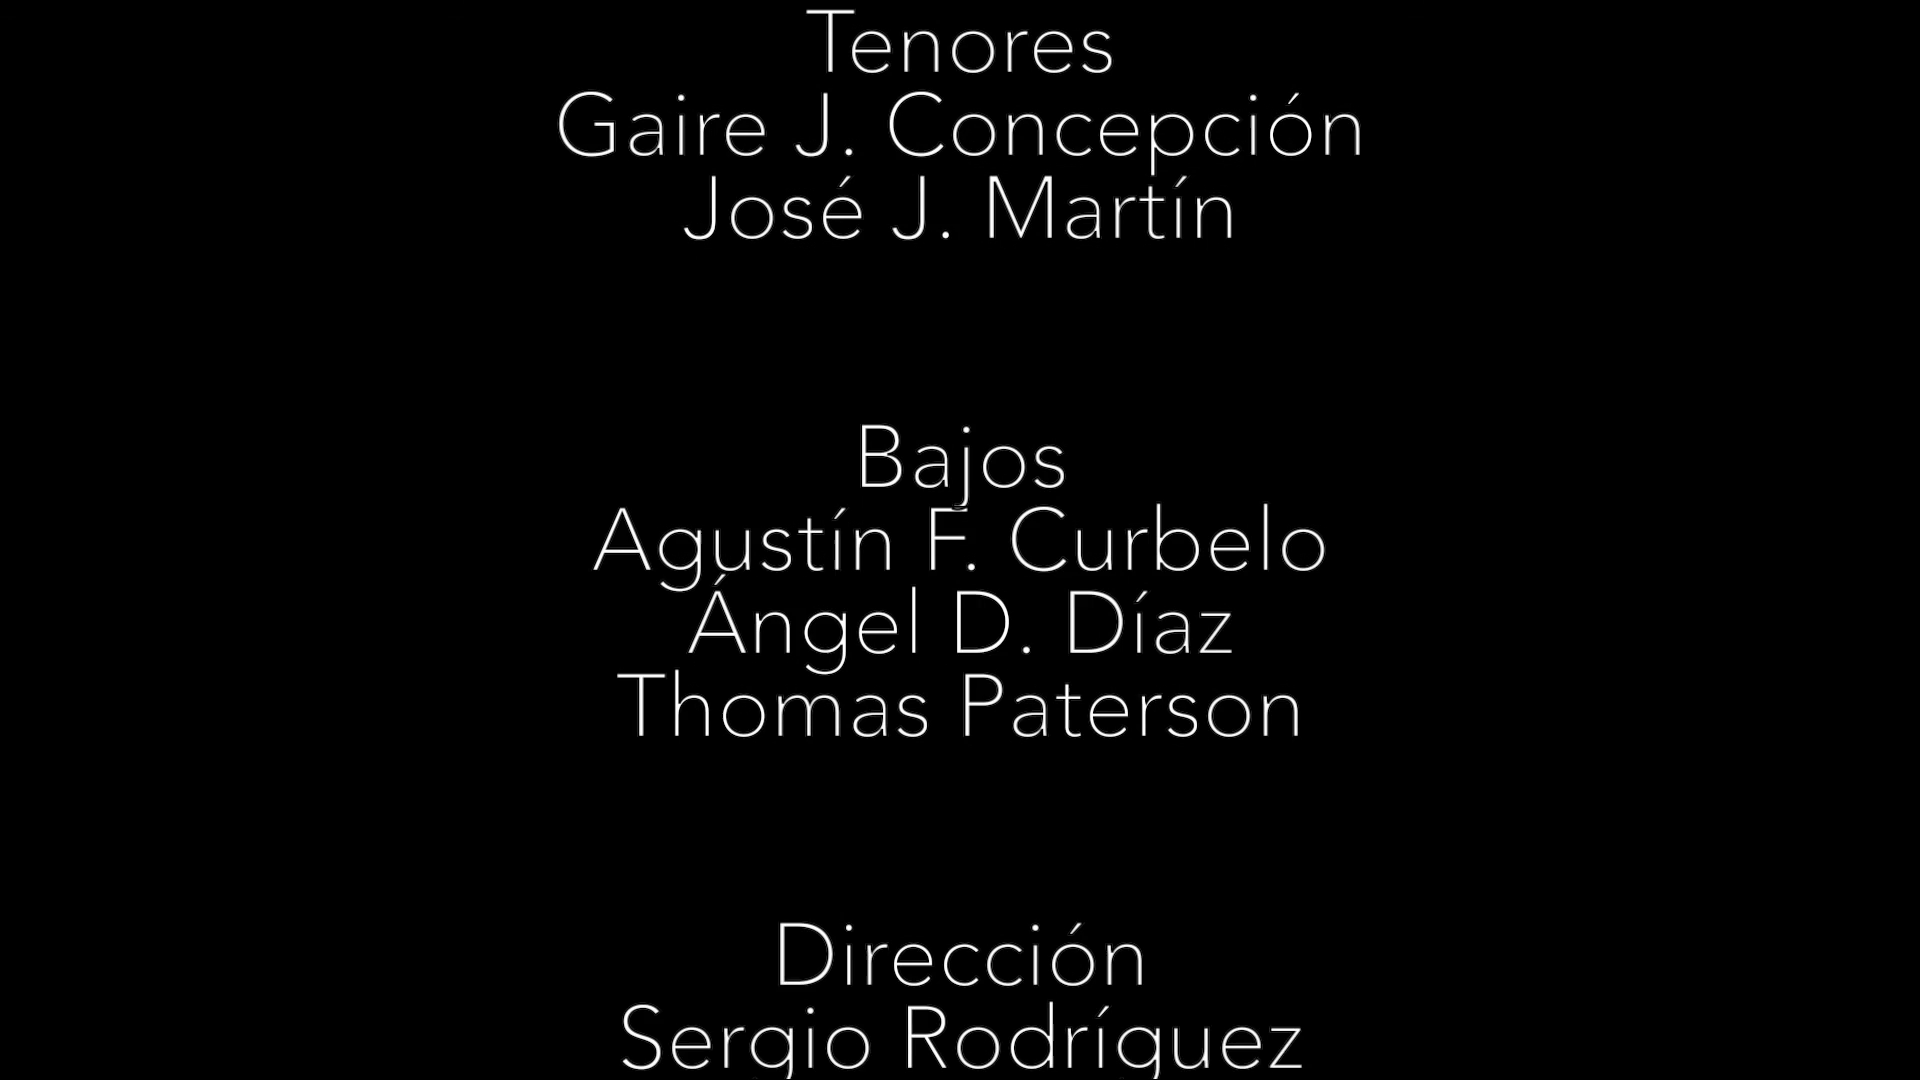 Tenores
Gaire J. Concepción
José J. Martín
Bajos
Agustín F. Curbelo
Ángel D. Díaz
Thomas Paterson
Dirección
Sergio Rodríguez